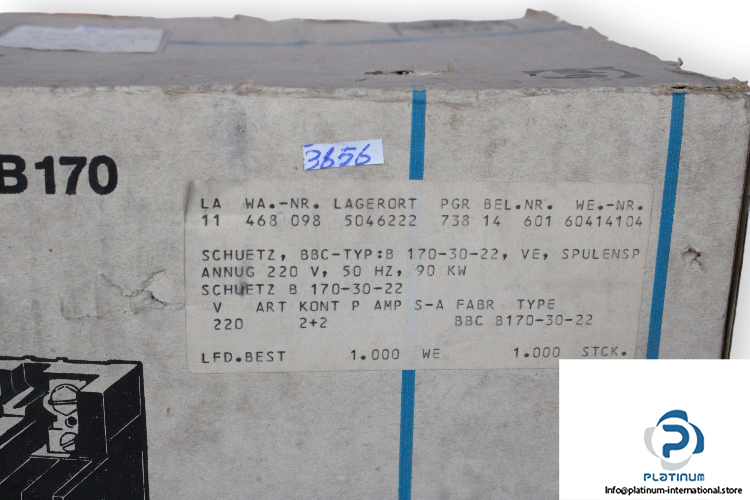 B170
3656
LA WA.-NR. LAGERORT PGR BEL.NR. WE.-NR.
11 468 098 5046222 738 14 601 60414104
SCHUETZ, BBC-TYP:B 170-30-22, VE, SPULENSP
ANNUG 220 V, 50 HZ, 90 KW
SCHUETZ B 170-30-22
V ART KONT P AMP S-A FABR TYPE
220 2+2 BBC B170-30-22
LFD.BEST 1.000 WE 1.000 STCK.
PLATINUM
Info@platinum-international.store